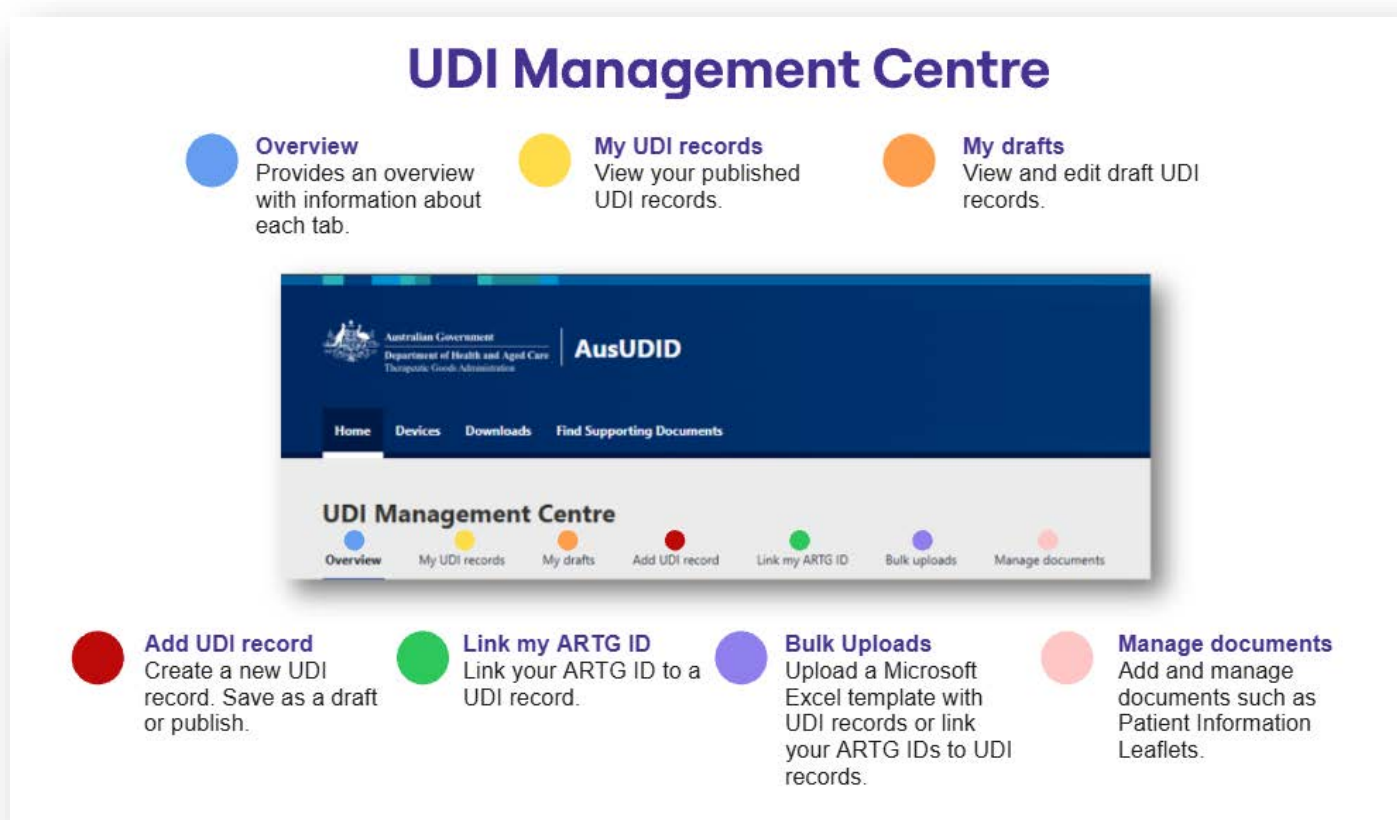 UDI Management Centre
Overview
Provides an overview
with information about
each tab.
My UDI records
View your published
UDI records.
My drafts
View and edit draft UDI
records.
Australian Government
Department of Health and Aged Care
Therapeutic Goods Administration
AusUDID
Home
Devices
Downloads
Find Supporting Documents
UDI Management Centre
Overview
My UDI records
My drafts
Add UDI record
Link my ARTG ID
Bulk uploads
Manage documents
Add UDI record
Create a new UDI
record. Save as a draft
or publish.
Link my ARTG ID
Link your ARTG ID to a
UDI record.
Bulk Uploads
Upload a Microsoft
Excel template with
UDI records or link
your ARTG IDs to UDI
records.
Manage documents
Add and manage
documents such as
Patient Information
Leaflets.